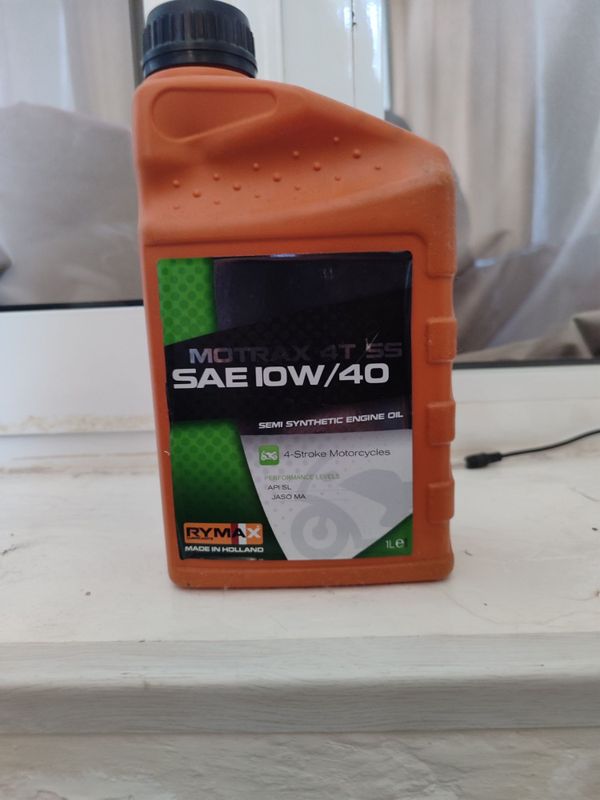 MOTRAX 4T SS
SAE 10W/40
SEMI SYNTHETIC ENGINE OIL
4-Stroke Motorcycles
PERFORMANCE LEVELS
API SL
JASO MA
RYMAX
MADE IN HOLLAND
1L e